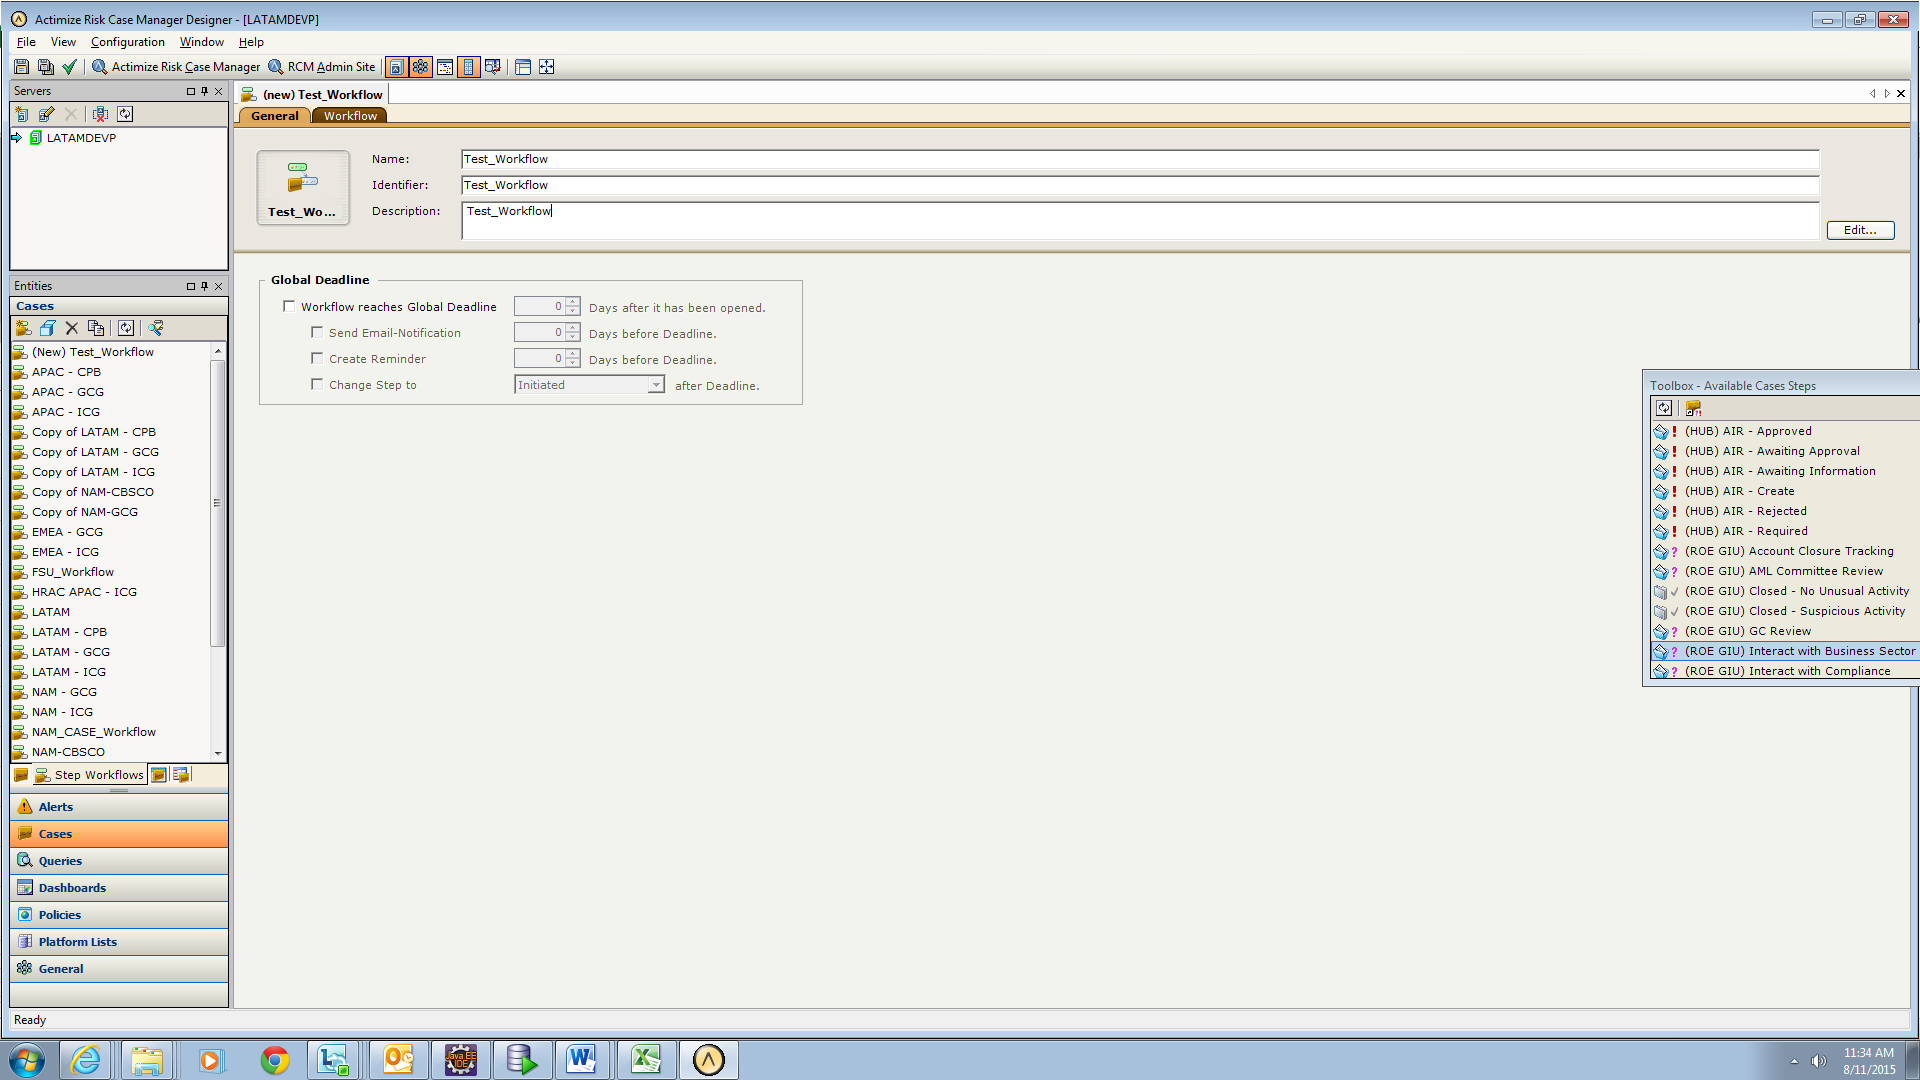 Actimize Risk Case Manager Designer - [LATAMDEVP]
File View Configuration Window Help
Actimize Risk Case Manager RCM Admin Site
Servers
LATAMDEVP
Entities
Cases
(New) Test_Workflow
APAC - CPB
APAC - GCG
APAC - ICG
Copy of LATAM - CPB
Copy of LATAM - GCG
Copy of LATAM - ICG
Copy of NAM-CBSCO
Copy of NAM-GCG
EMEA - GCG
EMEA - ICG
FSU_Workflow
HRAC APAC - ICG
LATAM
LATAM - CPB
LATAM - GCG
LATAM - ICG
NAM - GCG
NAM - ICG
NAM_CASE_Workflow
NAM-CBSCO
Step Workflows
Alerts
Cases
Queries
Dashboards
Policies
Platform Lists
General
(new) Test_Workflow
General Workflow
Test_Wo...
Name: Test_Workflow
Identifier: Test_Workflow
Description: Test_Workflow
Edit...
Global Deadline
Workflow reaches Global Deadline 0 Days after it has been opened.
Send Email-Notification 0 Days before Deadline.
Create Reminder 0 Days before Deadline.
Change Step to Initiated after Deadline.
Toolbox - Available Cases Steps
(HUB) AIR - Approved
(HUB) AIR - Awaiting Approval
(HUB) AIR - Awaiting Information
(HUB) AIR - Create
(HUB) AIR - Rejected
(HUB) AIR - Required
(ROE GIU) Account Closure Tracking
(ROE GIU) AML Committee Review
(ROE GIU) Closed - No Unusual Activity
(ROE GIU) Closed - Suspicious Activity
(ROE GIU) GC Review
(ROE GIU) Interact with Business Sector
(ROE GIU) Interact with Compliance
Ready
Java EE
IDE
11:34 AM
8/11/2015